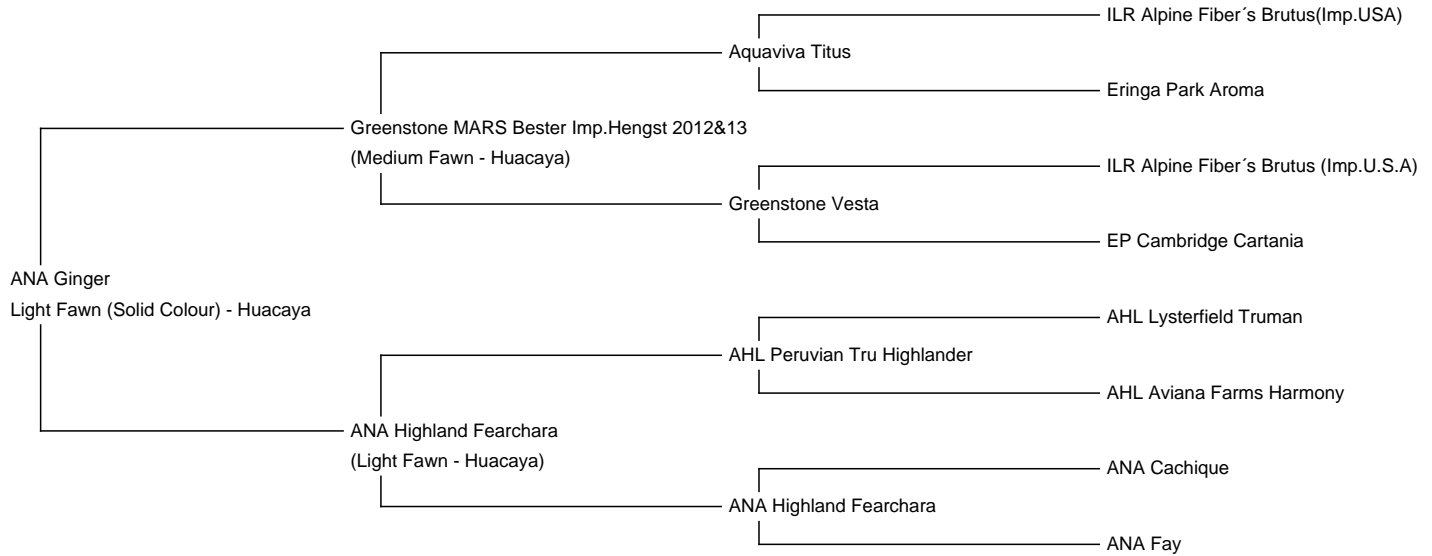 ILR Alpine Fiber´s Brutus(Imp.USA)
Aquaviva Titus
Eringa Park Aroma
Greenstone MARS Bester Imp.Hengst 2012&13
(Medium Fawn - Huacaya)
ILR Alpine Fiber´s Brutus (Imp.U.S.A)
Greenstone Vesta
EP Cambridge Cartania
ANA Ginger
Light Fawn (Solid Colour) - Huacaya
AHL Lysterfield Truman
AHL Peruvian Tru Highlander
AHL Aviana Farms Harmony
ANA Highland Fearchara
(Light Fawn - Huacaya)
ANA Cachique
ANA Highland Fearchara
ANA Fay